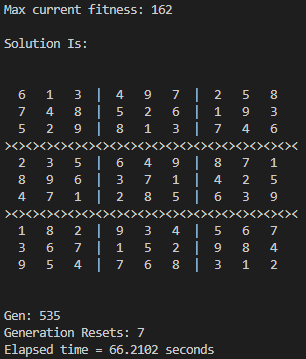 Max current fitness: 162
Solution Is:
6 1 3 | 4 9 7 | 2 5 8
7 4 8 | 5 2 6 | 1 9 3
5 2 9 | 8 1 3 | 7 4 6
><><><><><><><><><><><><><><><><><><><><><
2 3 5 | 6 4 9 | 8 7 1
8 9 6 | 3 7 1 | 4 2 5
4 7 1 | 2 8 5 | 6 3 9
><><><><><><><><><><><><><><><><><><><><><
1 8 2 | 9 3 4 | 5 6 7
3 6 7 | 1 5 2 | 9 8 4
9 5 4 | 7 6 8 | 3 1 2
Gen: 535
Generation Resets: 7
Elapsed time = 66.2102 seconds